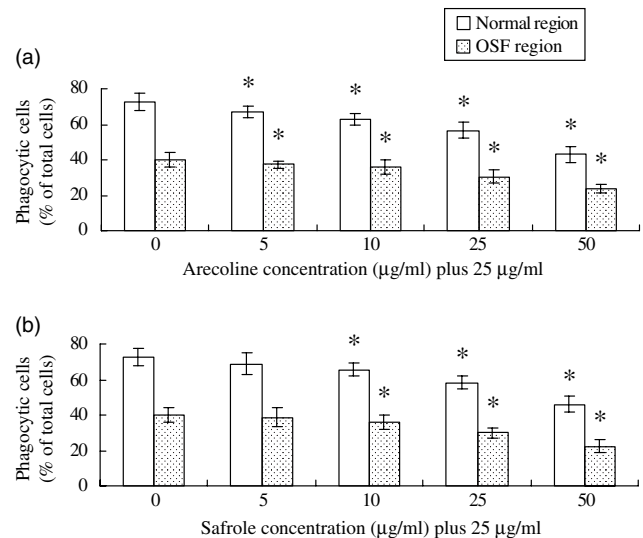 Normal region
OSF region
(a)
Phagocytic cells
(% of total cells)
80
60
40
20
0
* * * * * * * *
0 5 10 25 50
Arecoline concentration (μg/ml) plus 25 μg/ml
(b)
Phagocytic cells
(% of total cells)
80
60
40
20
0
* * * * * *
0 5 10 25 50
Safrole concentration (μg/ml) plus 25 μg/ml